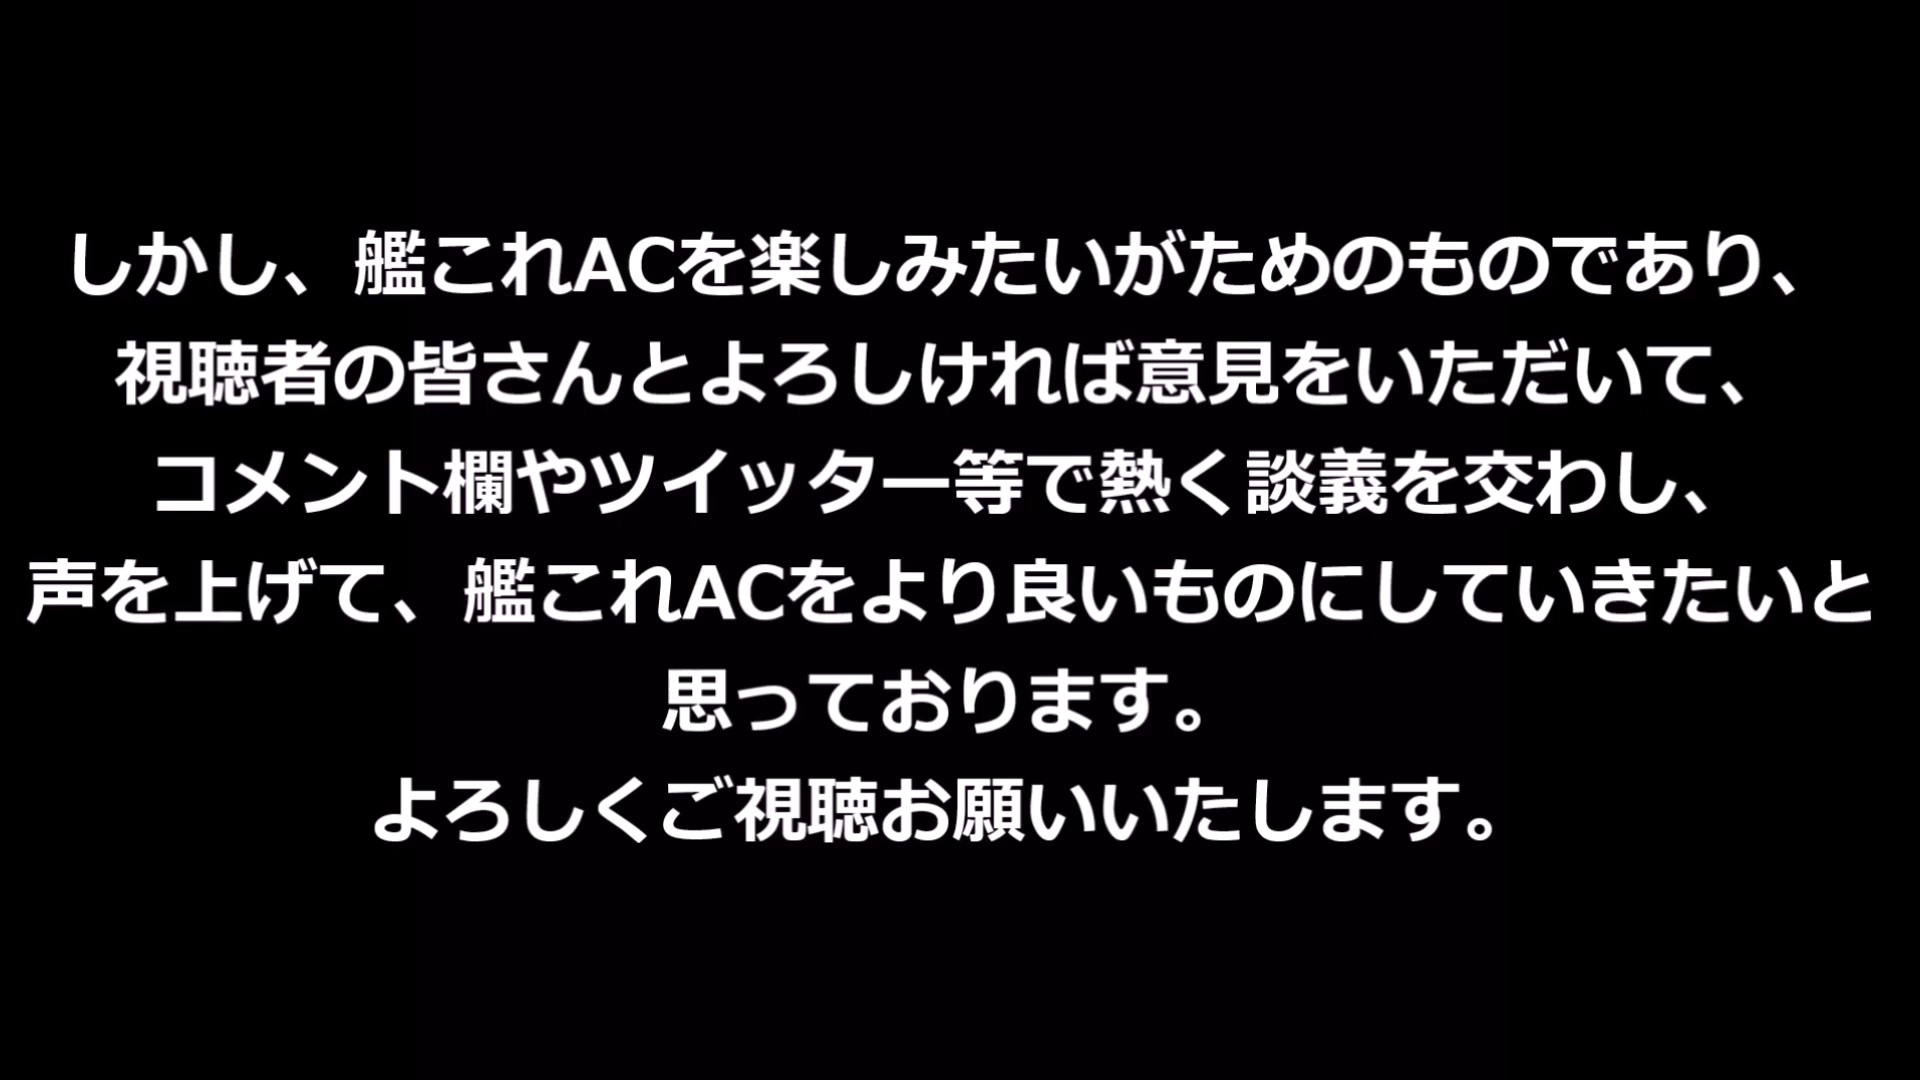 しかし、艦これACを楽しみたいがためのものであり、
視聴者の皆さんとよろしければ意見をいただいて、
コメント欄やツイッター等で熱く談義を交わし、
声を上げて、艦これACをより良いものにしていきたいと
思っております。
よろしくご視聴お願いいたします。